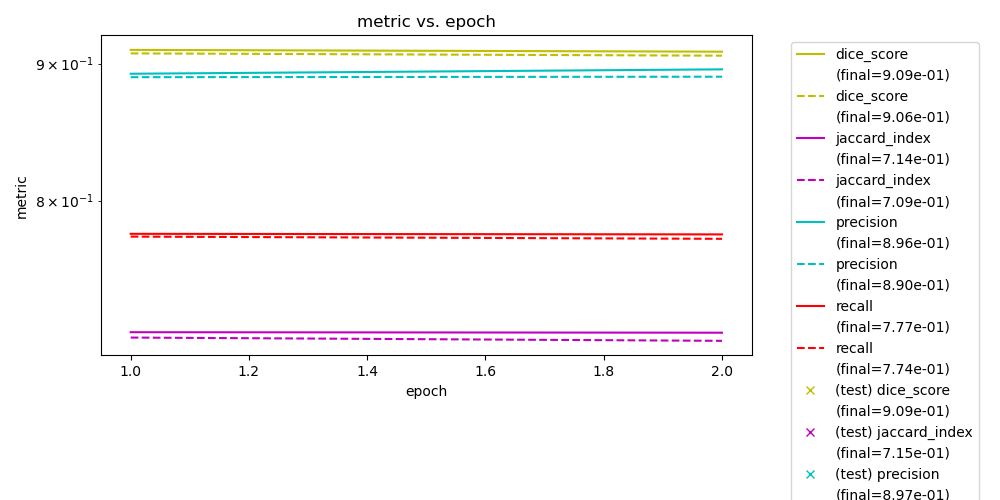 metric vs. epoch
9 × 10⁻¹
8 × 10⁻¹
metric
1.0 1.2 1.4 1.6 1.8 2.0
epoch
dice_score
(final=9.09e-01)
dice_score
(final=9.06e-01)
jaccard_index
(final=7.14e-01)
jaccard_index
(final=7.09e-01)
precision
(final=8.96e-01)
precision
(final=8.90e-01)
recall
(final=7.77e-01)
recall
(final=7.74e-01)
(test) dice_score
(final=9.09e-01)
(test) jaccard_index
(final=7.15e-01)
(test) precision
(final=8.97e-01)